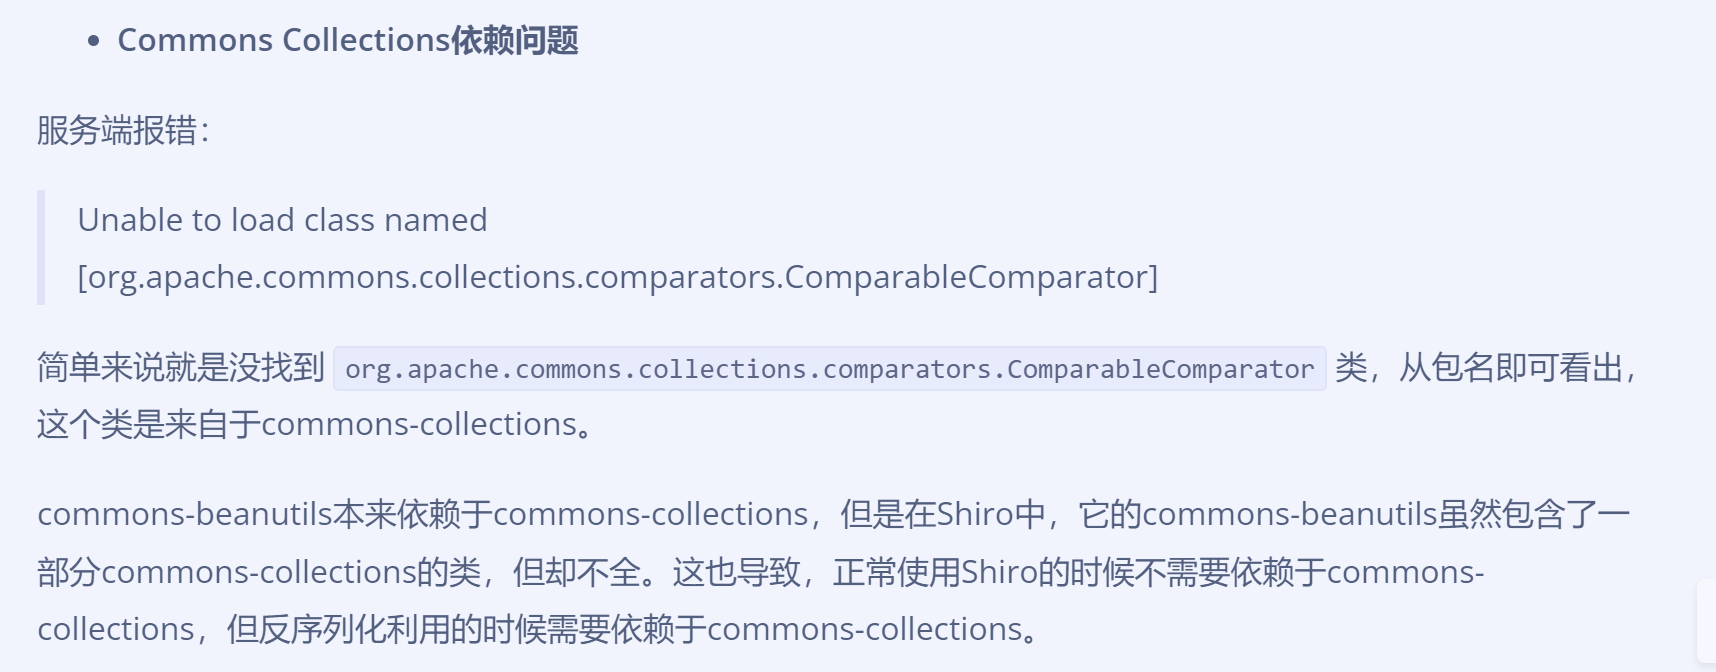 Commons Collections依赖问题
服务端报错：
Unable to load class named
[org.apache.commons.collections.comparators.ComparableComparator]
简单来说就是没找到 org.apache.commons.collections.comparators.ComparableComparator 类，从包名即可看出，
这个类是来自于commons-collections。
commons-beanutils本来依赖于commons-collections，但是在Shiro中，它的commons-beanutils虽然包含了一
部分commons-collections的类，但却不全。这也导致，正常使用Shiro的时候不需要依赖于commons-
collections，但反序列化利用的时候需要依赖于commons-collections。